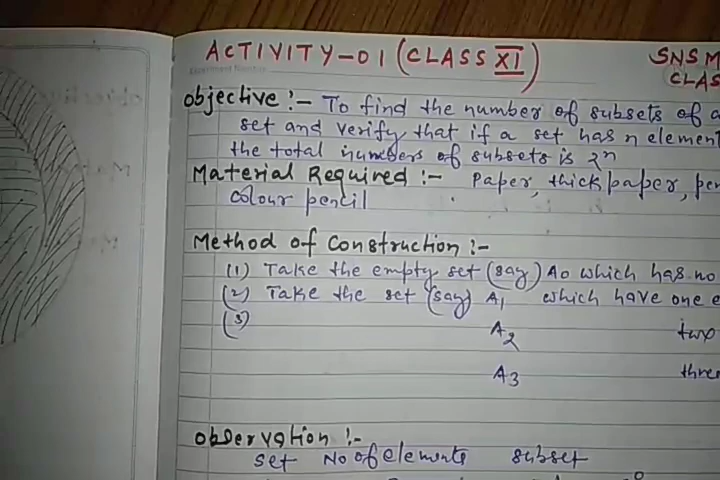 ACTIVITY-01 (CLASS XI)
SNS M
CLAS
objective :- To find the number of subsets of a
set and verify that if a set has n element
the total numbers of subsets is 2ⁿ
Material Required :- Paper, thick paper, pen
colour pencil
Method of Construction :-
(1) Take the empty set (say) A0 which has no
(2) Take the set (say) A1 which have one e
(3) A2 two
A3 three
observation :-
set No of elements subset